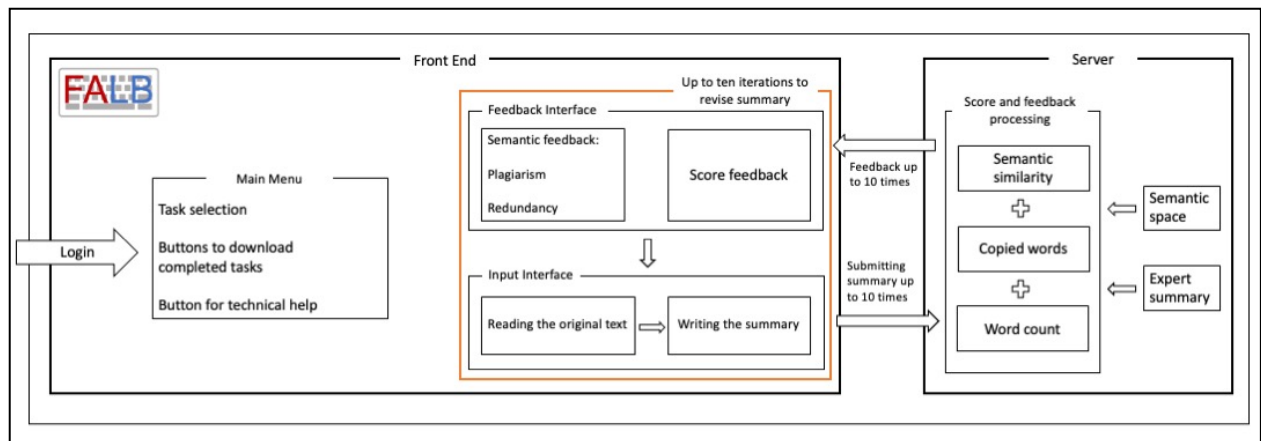 Front End
Server
FALB
Up to ten iterations to
revise summary
Feedback Interface
Semantic feedback:
Plagiarism
Redundancy
Score feedback
Main Menu
Task selection
Buttons to download
completed tasks
Button for technical help
Login
Input Interface
Reading the original text
Writing the summary
Feedback up
to 10 times
Submitting
summary up
to 10 times
Score and feedback
processing
Semantic
similarity
Copied words
Word count
Semantic
space
Expert
summary